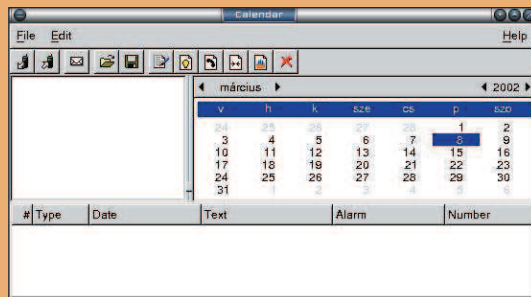 Calendar
File Edit Help
március 2002
v h k sze cs p szo
24 25 26 27 28 1 2
3 4 5 6 7 8 9
10 11 12 13 14 15 16
17 18 19 20 21 22 23
24 25 26 27 28 29 30
31 1 2 3 4 5 6
# Type Date Text Alarm Number